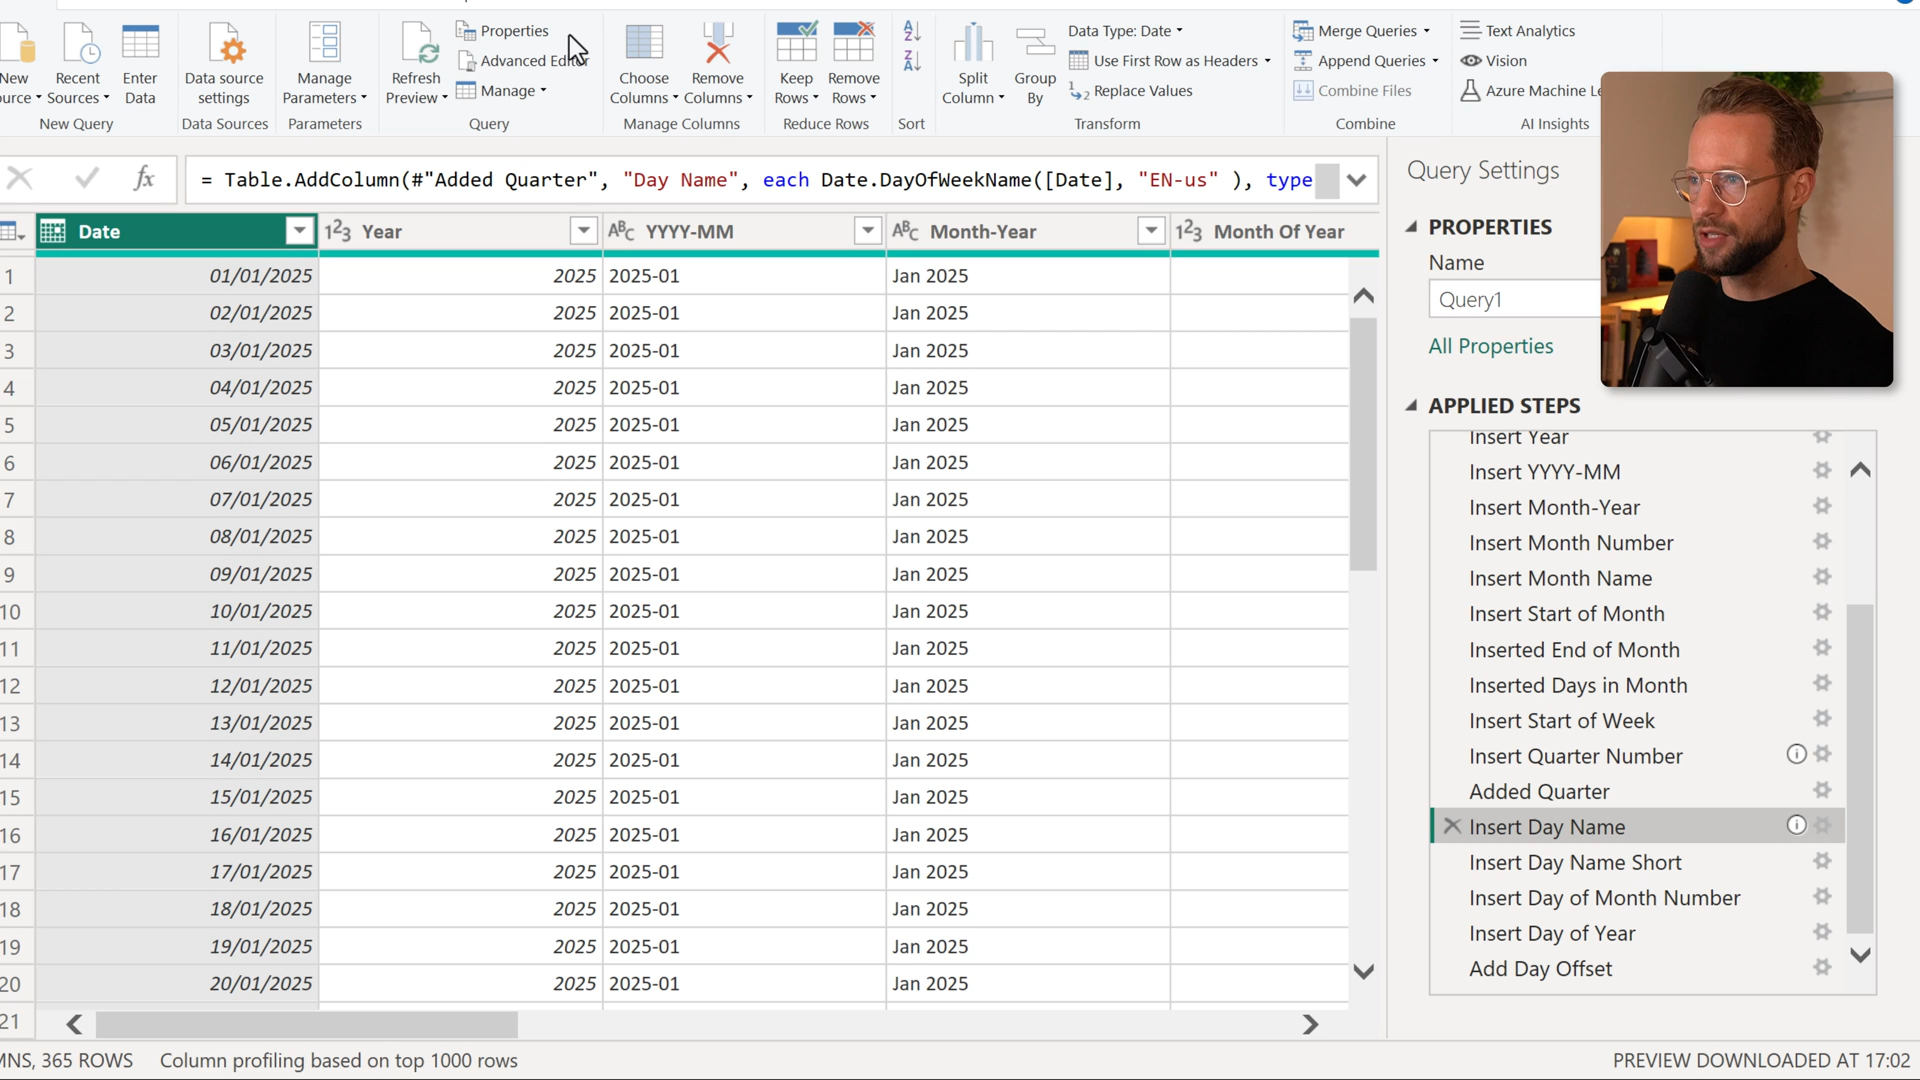 New
Source
Recent
Sources
Enter
Data
New Query
Data source
settings
Data Sources
Manage
Parameters
Parameters
Refresh
Preview
Properties
Advanced Editor
Manage
Query
Choose
Columns
Remove
Columns
Manage Columns
Keep
Rows
Remove
Rows
Reduce Rows
Sort
Split
Column
Group
By
Data Type: Date
Use First Row as Headers
Replace Values
Transform
Merge Queries
Append Queries
Combine Files
Combine
Text Analytics
Vision
Azure Machine Le
AI Insights
fx = Table.AddColumn(#"Added Quarter", "Day Name", each Date.DayOfWeekName([Date], "EN-us" ), type
Date 123 Year ABC YYYY-MM ABC Month-Year 123 Month Of Year
1 01/01/2025 2025 2025-01 Jan 2025
2 02/01/2025 2025 2025-01 Jan 2025
3 03/01/2025 2025 2025-01 Jan 2025
4 04/01/2025 2025 2025-01 Jan 2025
5 05/01/2025 2025 2025-01 Jan 2025
6 06/01/2025 2025 2025-01 Jan 2025
7 07/01/2025 2025 2025-01 Jan 2025
8 08/01/2025 2025 2025-01 Jan 2025
9 09/01/2025 2025 2025-01 Jan 2025
10 10/01/2025 2025 2025-01 Jan 2025
11 11/01/2025 2025 2025-01 Jan 2025
12 12/01/2025 2025 2025-01 Jan 2025
13 13/01/2025 2025 2025-01 Jan 2025
14 14/01/2025 2025 2025-01 Jan 2025
15 15/01/2025 2025 2025-01 Jan 2025
16 16/01/2025 2025 2025-01 Jan 2025
17 17/01/2025 2025 2025-01 Jan 2025
18 18/01/2025 2025 2025-01 Jan 2025
19 19/01/2025 2025 2025-01 Jan 2025
20 20/01/2025 2025 2025-01 Jan 2025
21
Query Settings
PROPERTIES
Name
Query1
All Properties
APPLIED STEPS
Insert Year
Insert YYYY-MM
Insert Month-Year
Insert Month Number
Insert Month Name
Insert Start of Month
Inserted End of Month
Inserted Days in Month
Insert Start of Week
Insert Quarter Number
Added Quarter
Insert Day Name
Insert Day Name Short
Insert Day of Month Number
Insert Day of Year
Add Day Offset
MNS, 365 ROWS Column profiling based on top 1000 rows
PREVIEW DOWNLOADED AT 17:02